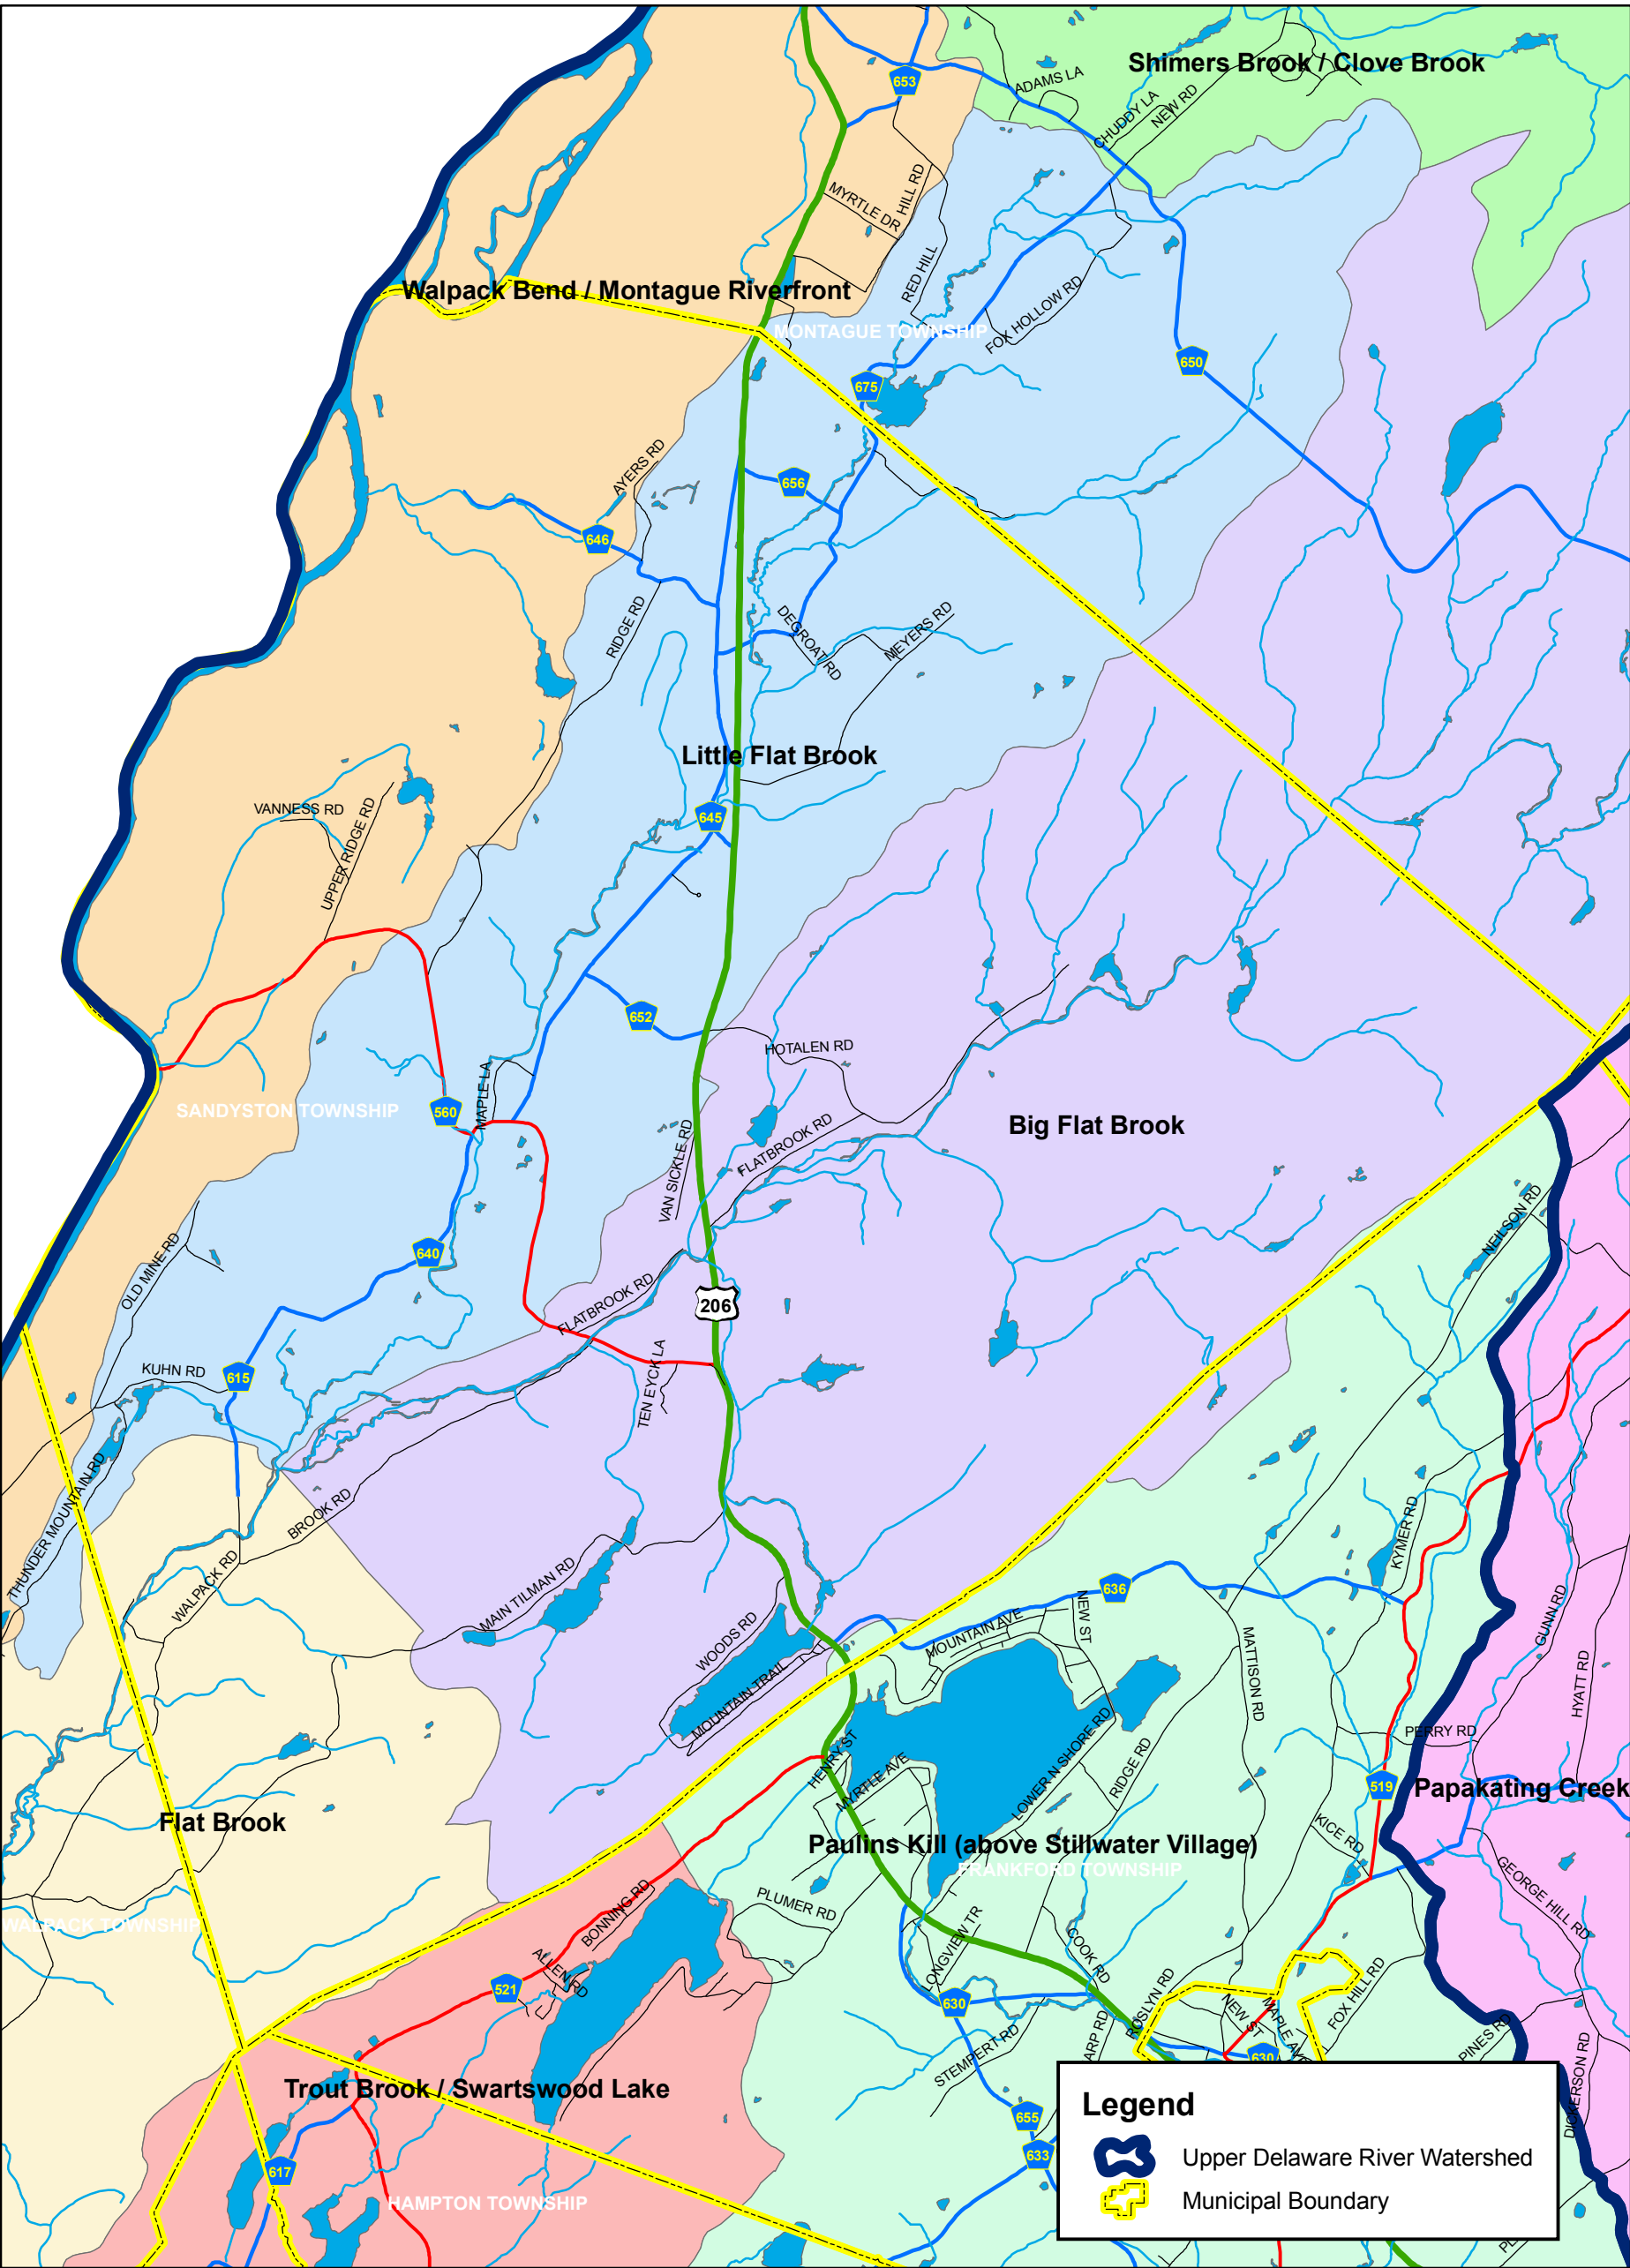 Shimers Brook / Clove Brook
653
ADAMS LA
CHUDDY LA
NEW RD
MYRTLE DR
HILL RD
RED HILL
Walpack Bend / Montague Riverfront
MONTAGUE TOWNSHIP
FOX HOLLOW RD
650
675
AYERS RD
656
646
RIDGE RD
DEGROAT RD
MEYERS RD
Little Flat Brook
645
VANNESS RD
UPPER RIDGE RD
652
HOTALEN RD
SANDYSTON TOWNSHIP
560
MAPLE LA
Big Flat Brook
FLATBROOK RD
VAN SICKLE RD
OLD MINE RD
640
NEILSON RD
FLATBROOK RD
206
KUHN RD
615
TEN EYCK LA
THUNDER MOUNTAIN RD
BROOK RD
WALPACK RD
MAIN TILMAN RD
KYMER RD
636
NEW ST
MOUNTAIN AVE
WOODS RD
MOUNTAIN TRAIL
MATTISON RD
GUNN RD
HYATT RD
HENRY ST
MYRTLE AVE
LOWER N SHORE RD
RIDGE RD
PERRY RD
519
Papakating Creek
Flat Brook
KICE RD
Paulins Kill (above Stillwater Village)
FRANKFORD TOWNSHIP
GEORGE HILL RD
WALPACK TOWNSHIP
BONNING RD
PLUMER RD
ALLEN RD
LONGVIEW TR
COOK RD
521
630
ROSLYN RD
NEW ST
MAPLE AVE
FOX HILL RD
STEMPERT RD
ARP RD
630
PINES RD
DICKERSON RD
Trout Brook / Swartswood Lake
655
633
617
HAMPTON TOWNSHIP
Legend
Upper Delaware River Watershed
Municipal Boundary